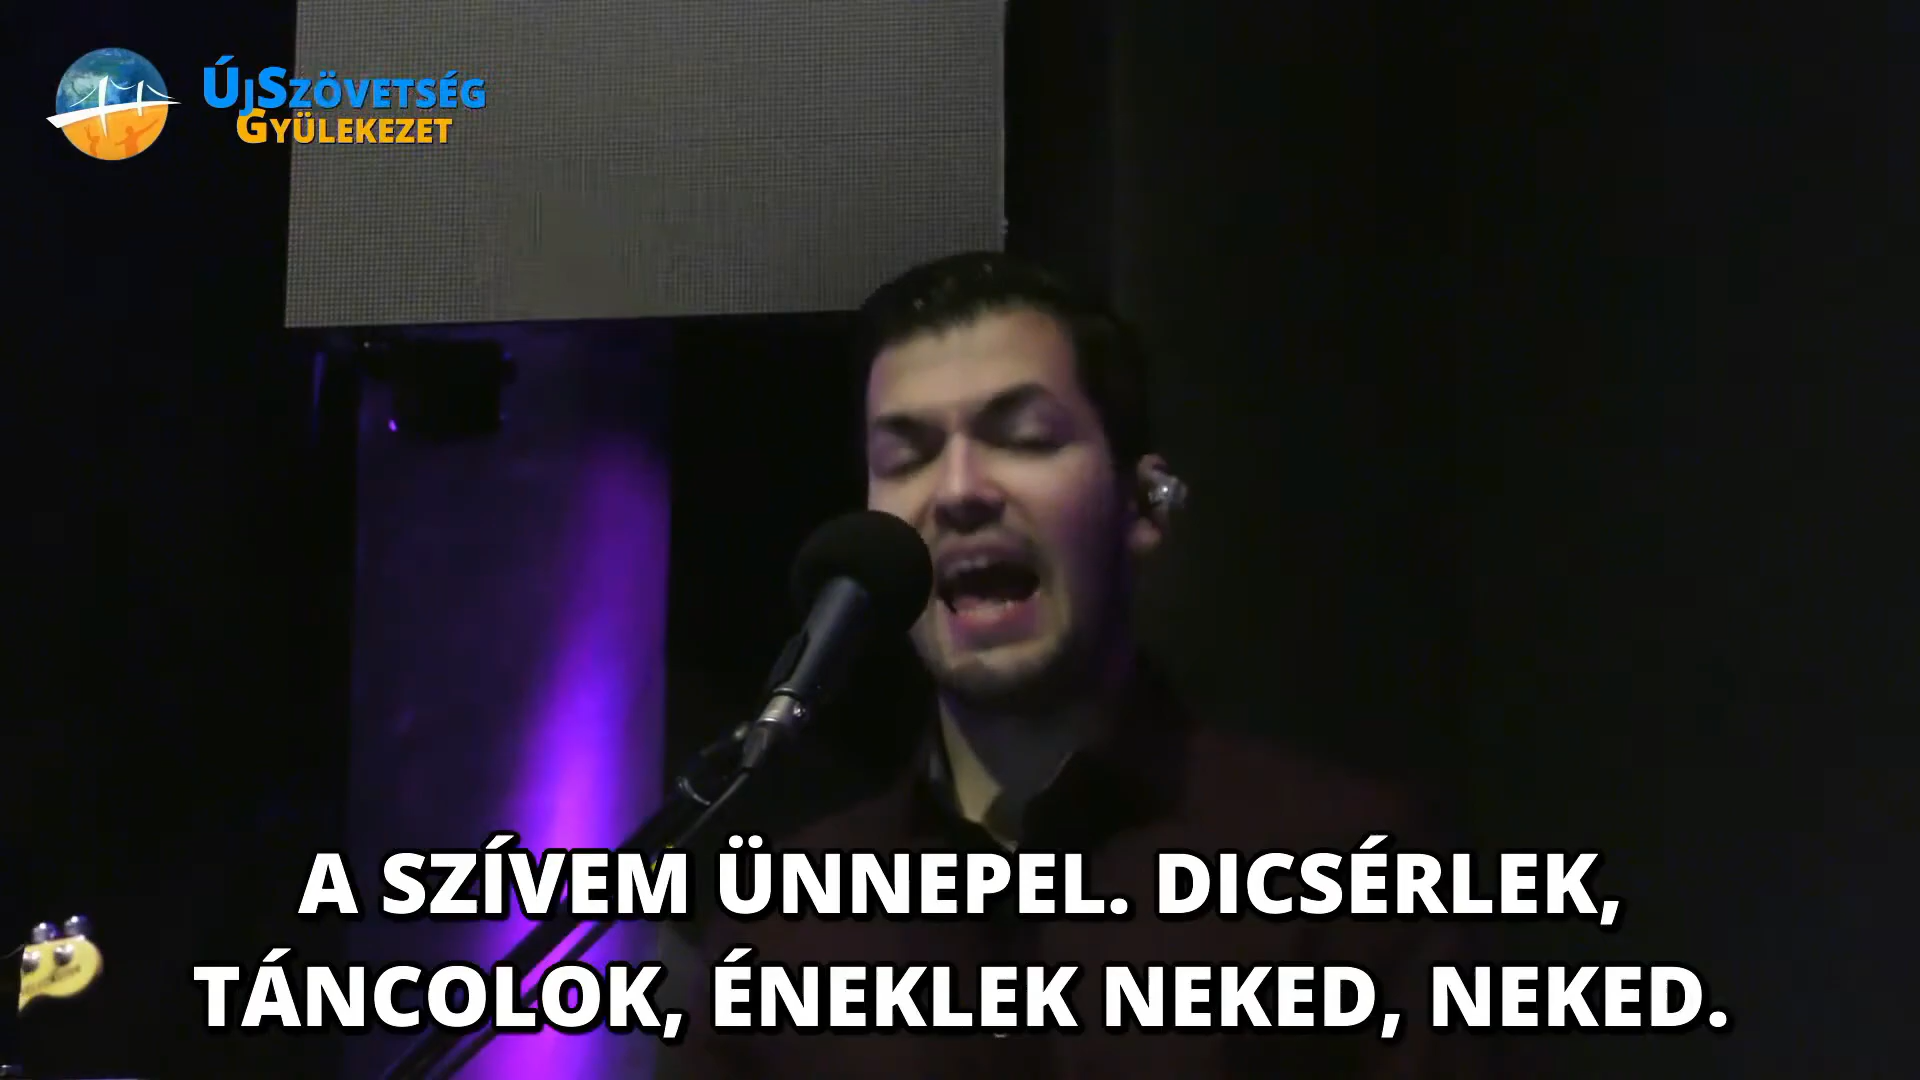 ÚJSZÖVETSÉG
GYÜLEKEZET
A SZÍVEM ÜNNEPEL. DICSÉRLEK,
TÁNCOLOK, ÉNEKLEK NEKED, NEKED.